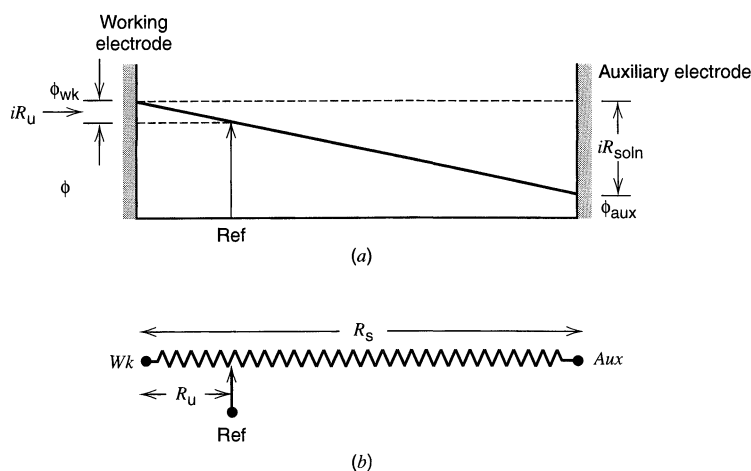 Working
electrode
Auxiliary electrode
ϕwk
iRu
iRsoln
ϕ
ϕaux
Ref
(a)
Rs
Wk
Aux
Ru
Ref
(b)